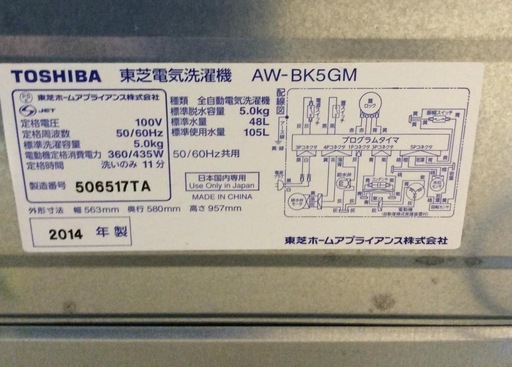 TOSHIBA 東芝電気洗濯機 AW-BK5GM
東芝ホームアプライアンス株式会社
JET
定格電圧 100V
定格周波数 50/60Hz
標準洗濯容量 5.0kg
電動機定格消費電力 360/435W
定格時間 洗いのみ 11分
製造番号 506517TA
種類 全自動電気洗濯機
標準脱水容量 5.0kg
標準水量 48L
標準使用水量 105L
50/60Hz共用
日本国内専用
Use Only in Japan
MADE IN CHINA
外形寸法 幅 563mm 奥行 580mm 高さ 957mm
2014 年製
配線図
プログラムタイマ
東芝ホームアプライアンス株式会社